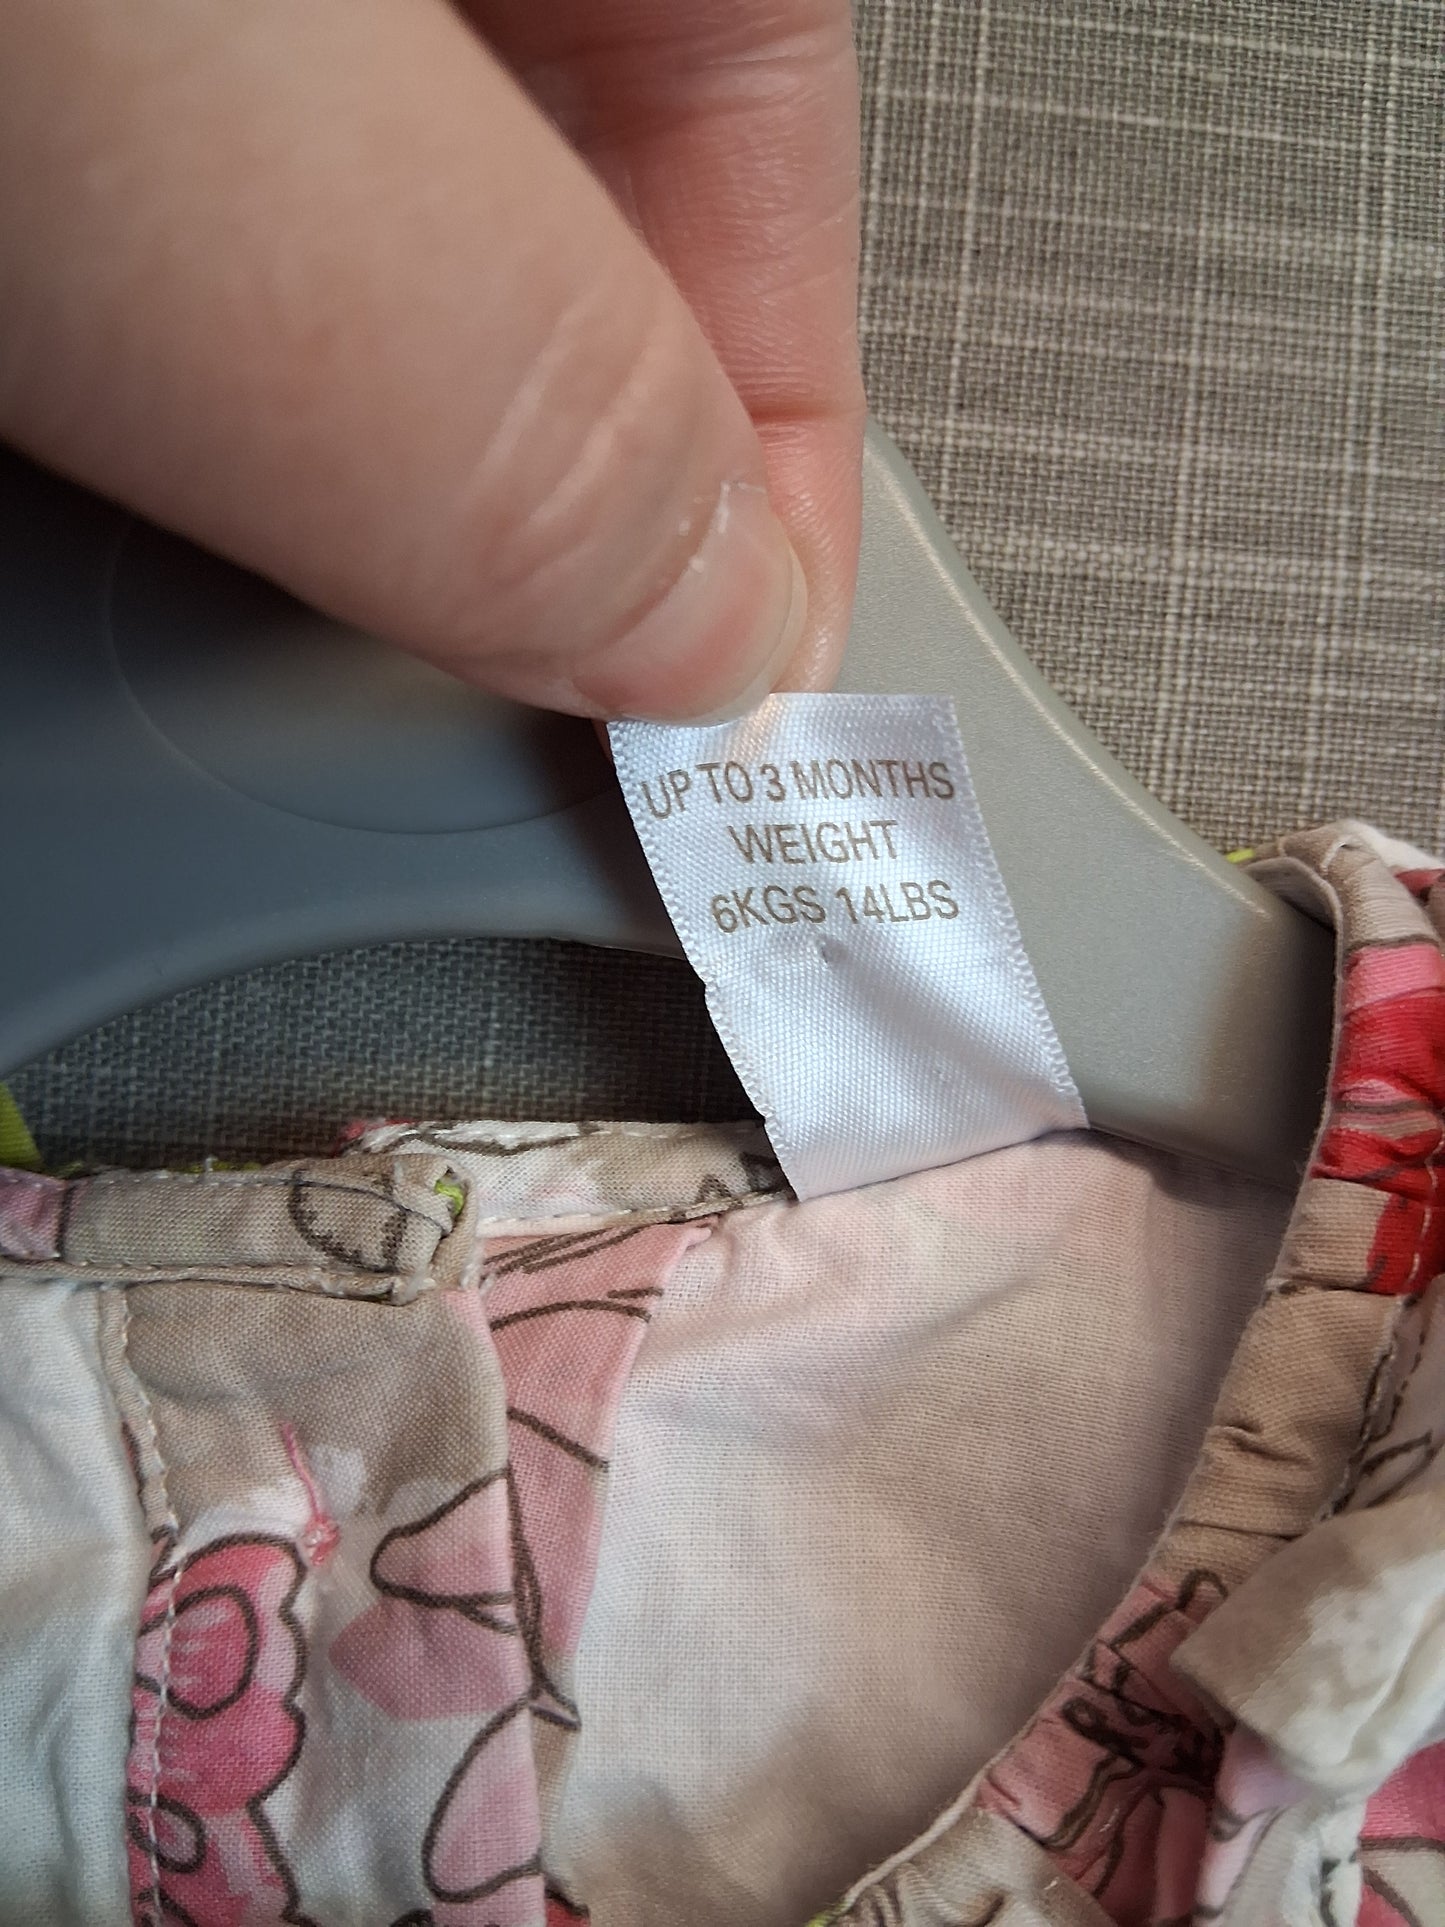 UP TO 3 MONTHS
WEIGHT
6KGS 14LBS